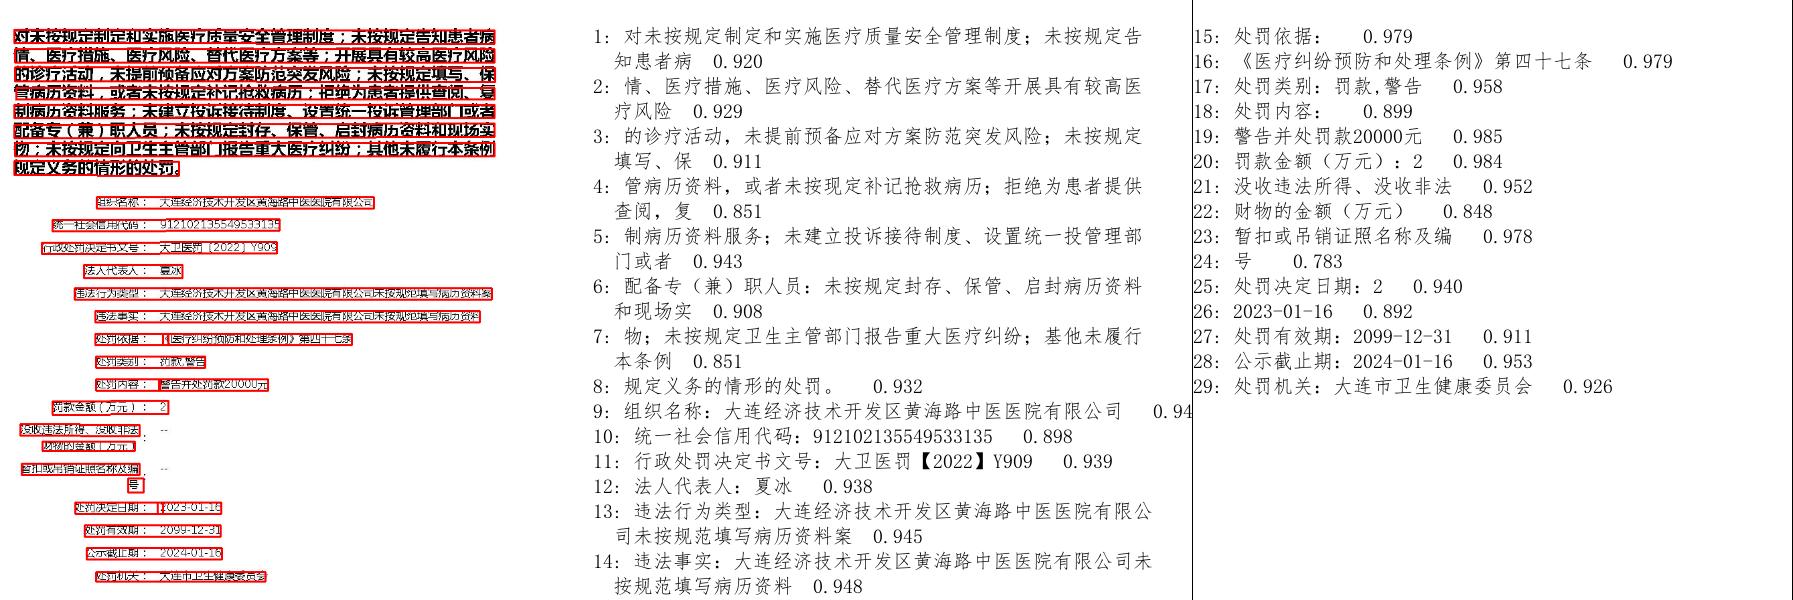 对未按规定制定和实施医疗质量安全管理制度；未按规定告知患者病
情、医疗措施、医疗风险、替代医疗方案等；开展具有较高医疗风险
的诊疗活动，未提前预备应对方案防范突发风险；未按规定填写、保
管病历资料，或者未按规定补记抢救病历；拒绝为患者提供查阅、复
制病历资料服务；未建立投诉接待制度、设置统一投诉管理部门或者
配备专（兼）职人员；未按规定封存、保管、启封病历资料和现场实
物；未按规定向卫生主管部门报告重大医疗纠纷；其他未履行本条例
规定义务的情形的处罚。
组织名称： 大连经济技术开发区黄海路中医医院有限公司
统一社会信用代码： 912102135549533135
行政处罚决定书文号： 大卫医罚〔2022〕Y909
法人代表人： 夏冰
违法行为类型： 大连经济技术开发区黄海路中医医院有限公司未按规范填写病历资料案
违法事实： 大连经济技术开发区黄海路中医医院有限公司未按规范填写病历资料
处罚依据： 《医疗纠纷预防和处理条例》第四十七条
处罚类别： 罚款,警告
处罚内容： 警告并处罚款20000元
罚款金额（万元）： 2
没收违法所得、没收非法
财物的金额（万元）： --
暂扣或吊销证照名称及编
号： --
处罚决定日期： 2023-01-16
处罚有效期： 2099-12-31
公示截止期： 2024-01-16
处罚机关： 大连市卫生健康委员会
1: 对未按规定制定和实施医疗质量安全管理制度；未按规定告
知患者病 0.920
2: 情、医疗措施、医疗风险、替代医疗方案等开展具有较高医
疗风险 0.929
3: 的诊疗活动，未提前预备应对方案防范突发风险；未按规定
填写、保 0.911
4: 管病历资料，或者未按现定补记抢救病历；拒绝为患者提供
查阅，复 0.851
5: 制病历资料服务；未建立投诉接待制度、设置统一投管理部
门或者 0.943
6: 配备专（兼）职人员：未按规定封存、保管、启封病历资料
和现场实 0.908
7: 物；未按规定卫生主管部门报告重大医疗纠纷；基他未履行
本条例 0.851
8: 规定义务的情形的处罚。 0.932
9: 组织名称：大连经济技术开发区黄海路中医医院有限公司 0.94
10: 统一社会信用代码：912102135549533135 0.898
11: 行政处罚决定书文号：大卫医罚【2022】Y909 0.939
12: 法人代表人：夏冰 0.938
13: 违法行为类型：大连经济技术开发区黄海路中医医院有限公
司未按规范填写病历资料案 0.945
14: 违法事实：大连经济技术开发区黄海路中医医院有限公司未
按规范填写病历资料 0.948
15: 处罚依据： 0.979
16: 《医疗纠纷预防和处理条例》第四十七条 0.979
17: 处罚类别：罚款,警告 0.958
18: 处罚内容： 0.899
19: 警告并处罚款20000元 0.985
20: 罚款金额（万元）：2 0.984
21: 没收违法所得、没收非法 0.952
22: 财物的金额（万元） 0.848
23: 暂扣或吊销证照名称及编 0.978
24: 号 0.783
25: 处罚决定日期：2 0.940
26: 2023-01-16 0.892
27: 处罚有效期：2099-12-31 0.911
28: 公示截止期：2024-01-16 0.953
29: 处罚机关：大连市卫生健康委员会 0.926